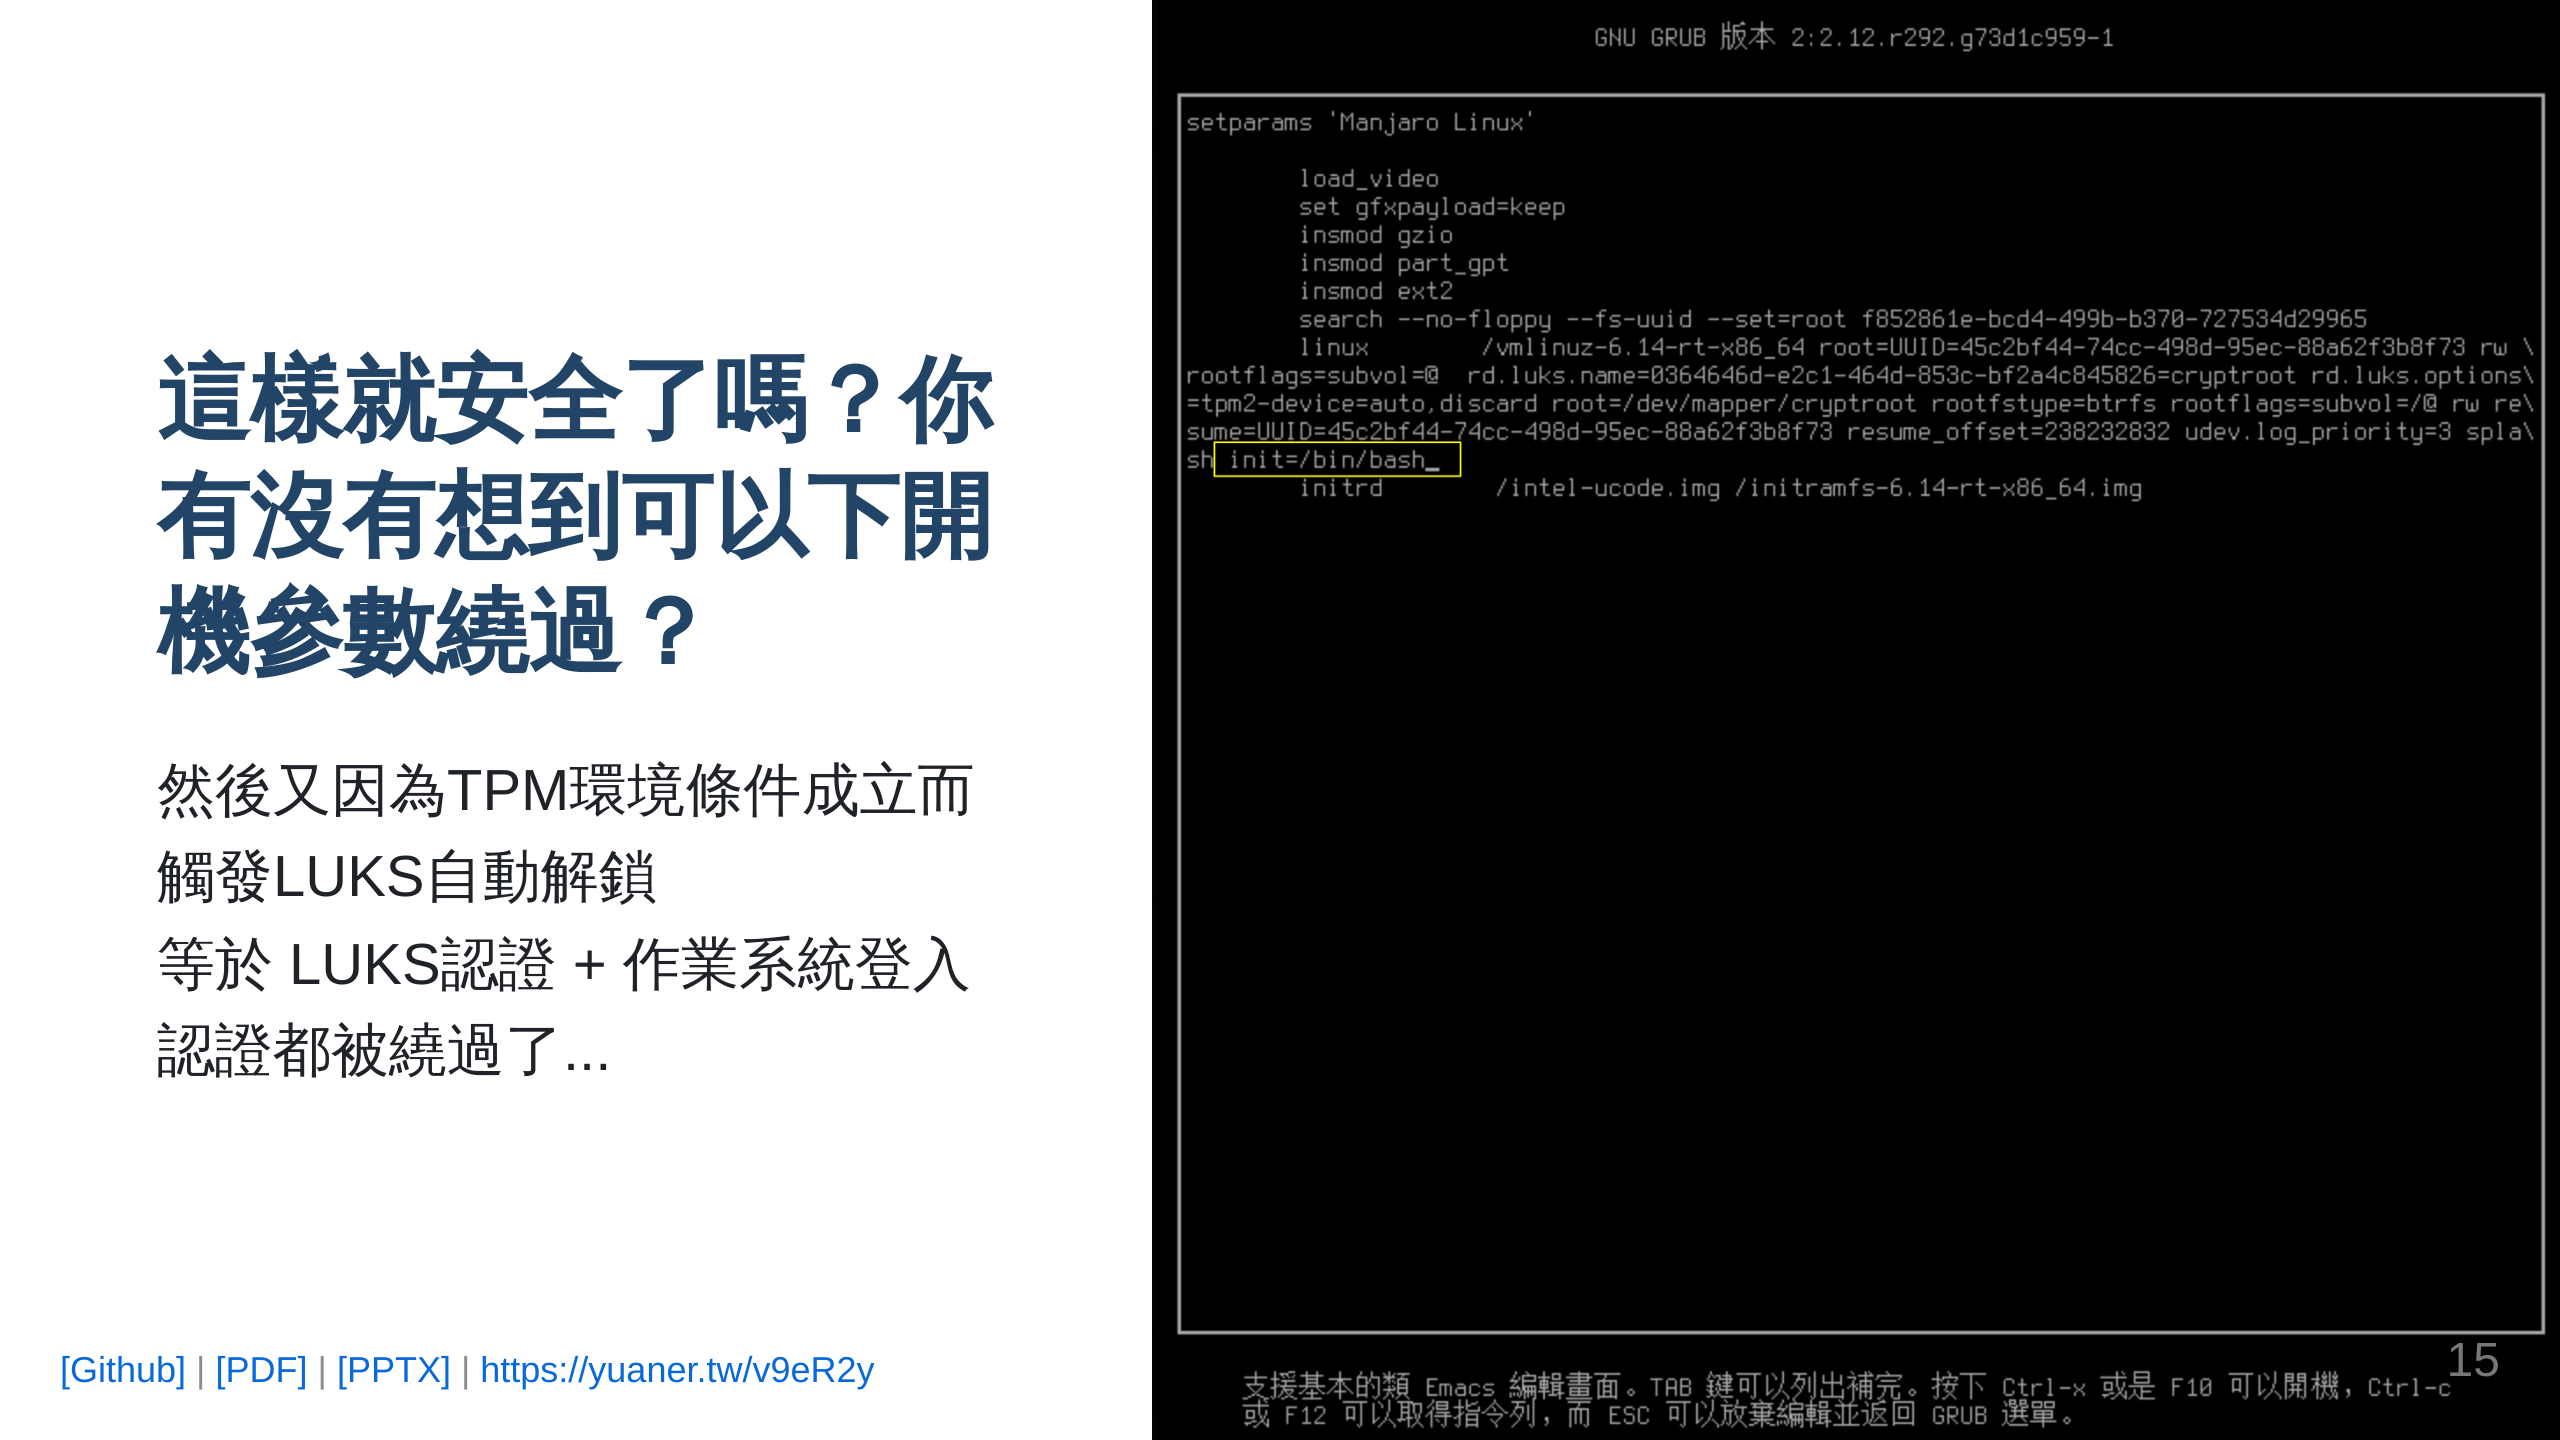 這樣就安全了嗎？你
有沒有想到可以下開
機參數繞過？
然後又因為TPM環境條件成立而
觸發LUKS自動解鎖
等於 LUKS認證 + 作業系統登入
認證都被繞過了...
[Github] | [PDF] | [PPTX] | https://yuaner.tw/v9eR2y
GNU GRUB 版本 2:2.12.r292.g73d1c959-1
setparams 'Manjaro Linux'
load_video
set gfxpayload=keep
insmod gzio
insmod part_gpt
insmod ext2
search --no-floppy --fs-uuid --set=root f852861e-bcd4-499b-b370-727534d29965
linux /vmlinuz-6.14-rt-x86_64 root=UUID=45c2bf44-74cc-498d-95ec-88a62f3b8f73 rw \
rootflags=subvol=@ rd.luks.name=0364646d-e2c1-464d-853c-bf2a4c845826=cryptroot rd.luks.options\
=tpm2-device=auto,discard root=/dev/mapper/cryptroot rootfstype=btrfs rootflags=subvol=/@ rw re\
sume=UUID=45c2bf44-74cc-498d-95ec-88a62f3b8f73 resume_offset=238232832 udev.log_priority=3 spla\
sh init=/bin/bash_
initrd /intel-ucode.img /initramfs-6.14-rt-x86_64.img
支援基本的類 Emacs 編輯畫面。TAB 鍵可以列出補完。按下 Ctrl-x 或是 F10 可以開機，Ctrl-c
或 F12 可以取得指令列，而 ESC 可以放棄編輯並返回 GRUB 選單。
15